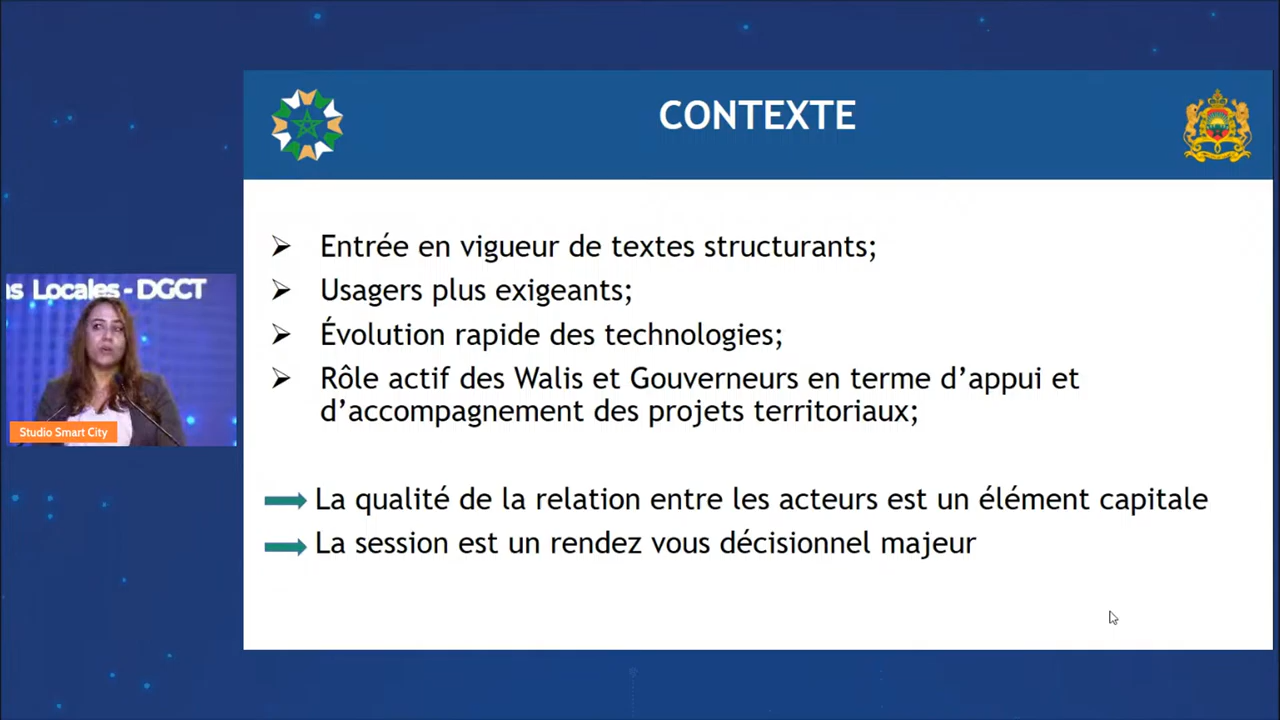 CONTEXTE
Entrée en vigueur de textes structurants;
Usagers plus exigeants;
Évolution rapide des technologies;
Rôle actif des Walis et Gouverneurs en terme d’appui et
d’accompagnement des projets territoriaux;
La qualité de la relation entre les acteurs est un élément capitale
La session est un rendez vous décisionnel majeur
Locales - DGCT
Studio Smart City